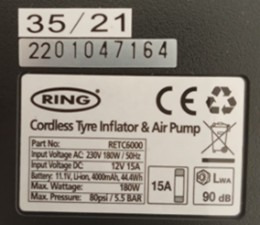 35/21
2201047164
RING
CE
Cordless Tyre Inflator & Air Pump
Part No: RETC6000
Input Voltage AC: 230V 180W / 50Hz
Input Voltage DC: 12V 15A
Battery: 11.1V, Li-ion, 4000mAh, 44.4Wh
Max. Wattage: 180W
Max. Pressure: 80psi / 5.5 BAR
15A
LWA
90 dB